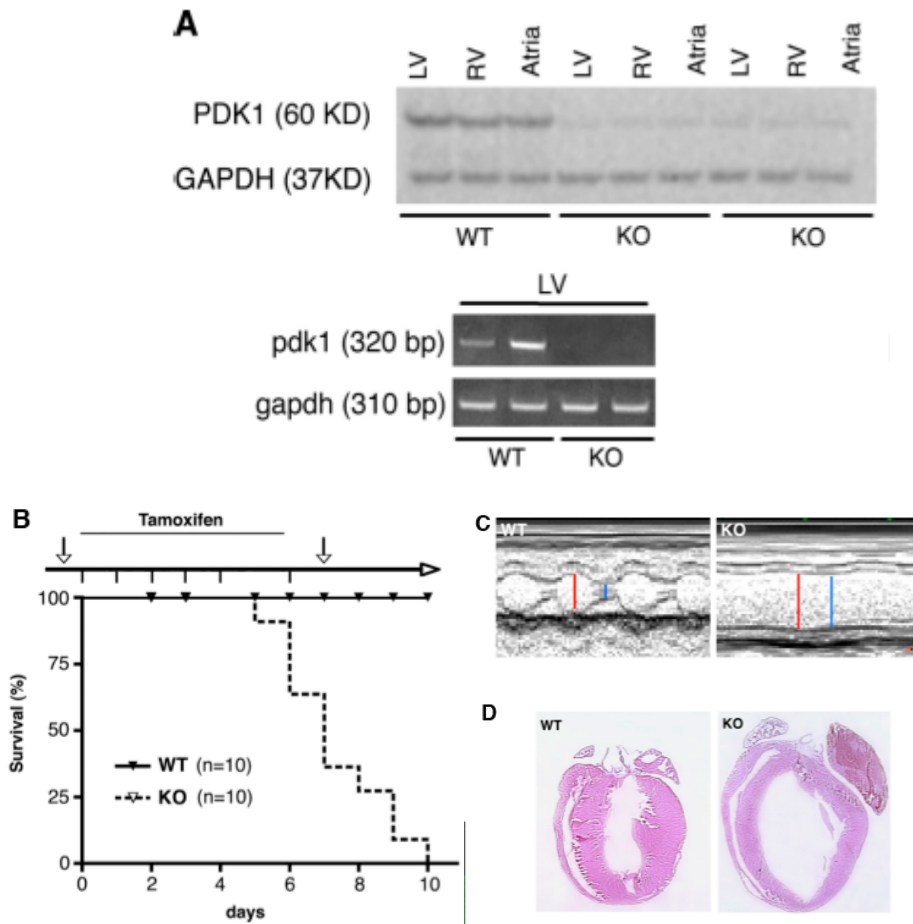 A
LV RV Atria LV RV Atria LV RV Atria
PDK1 (60 KD)
GAPDH (37KD)
WT KO KO
LV
pdk1 (320 bp)
gapdh (310 bp)
WT KO
B
Tamoxifen
100
75
50
25
0
Survival (%)
WT (n=10)
KO (n=10)
0 2 4 6 8 10
days
C
WT KO
D
WT KO